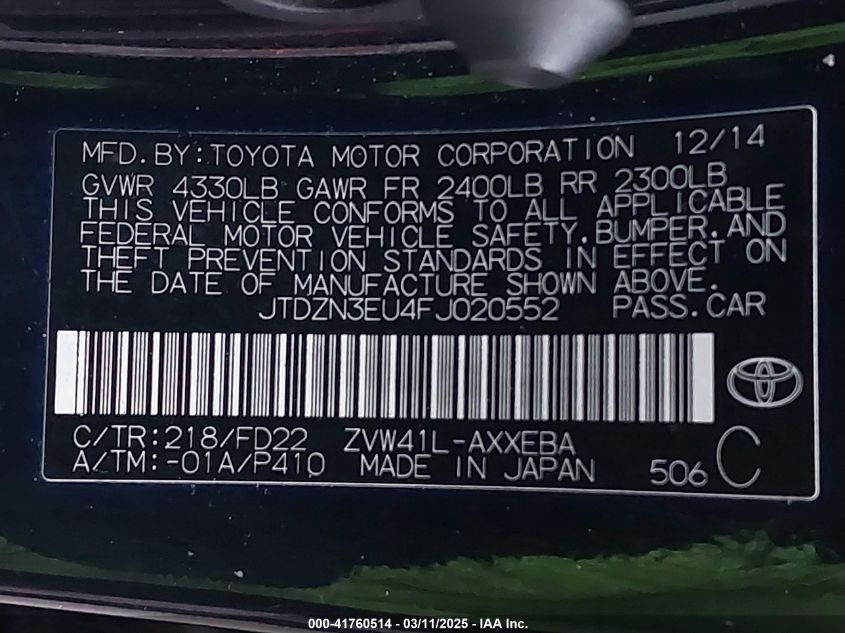 MFD.BY:TOYOTA MOTOR CORPORATION 12/14
GVWR 4330LB GAWR FR 2400LB RR 2300LB
THIS VEHICLE CONFORMS TO ALL APPLICABLE
FEDERAL MOTOR VEHICLE SAFETY,BUMPER,AND
THEFT PREVENTION STANDARDS IN EFFECT ON
THE DATE OF MANUFACTURE SHOWN ABOVE.
JTDZN3EU4FJ020552 PASS.CAR
C/TR:218/FD22 ZVW41L-AXXEBA
A/TM:-01A/P410 MADE IN JAPAN 506 C
000-41760514 - 03/11/2025 - IAA Inc.